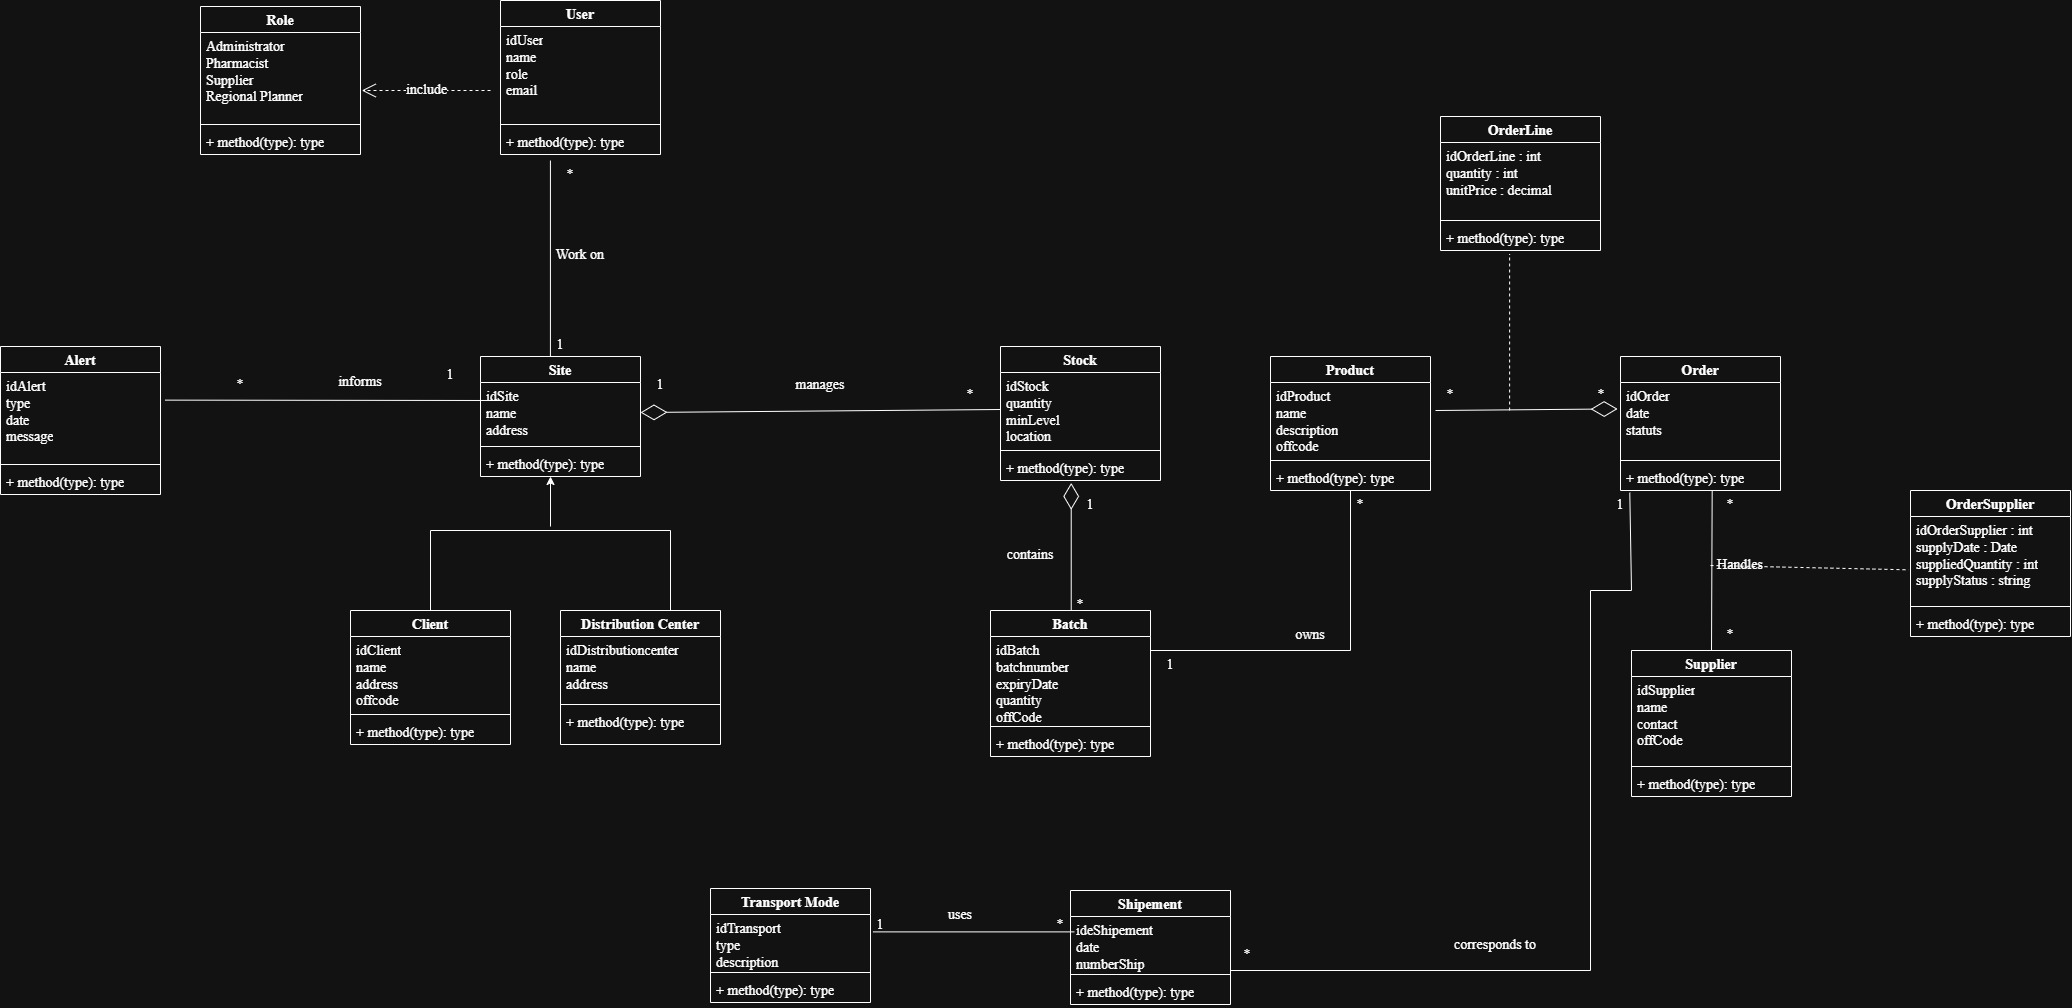 Role
Administrator
Pharmacist
Supplier
Regional Planner
+ method(type): type
include
User
idUser
name
role
email
+ method(type): type
*
Work on
1
OrderLine
idOrderLine : int
quantity : int
unitPrice : decimal
+ method(type): type
Alert
idAlert
type
date
message
+ method(type): type
*
informs
1
Site
idSite
name
address
+ method(type): type
1
manages
*
Stock
idStock
quantity
minLevel
location
+ method(type): type
1
contains
*
Product
idProduct
name
description
offcode
+ method(type): type
*
*
*
Order
idOrder
date
statuts
+ method(type): type
1
*
Handles
*
OrderSupplier
idOrderSupplier : int
supplyDate : Date
suppliedQuantity : int
supplyStatus : string
+ method(type): type
Client
idClient
name
address
offcode
+ method(type): type
Distribution Center
idDistributioncenter
name
address
+ method(type): type
Batch
idBatch
batchnumber
expiryDate
quantity
offCode
+ method(type): type
1
owns
Supplier
idSupplier
name
contact
offCode
+ method(type): type
Transport Mode
idTransport
type
description
+ method(type): type
1
uses
*
Shipement
ideShipement
date
numberShip
+ method(type): type
*
corresponds to